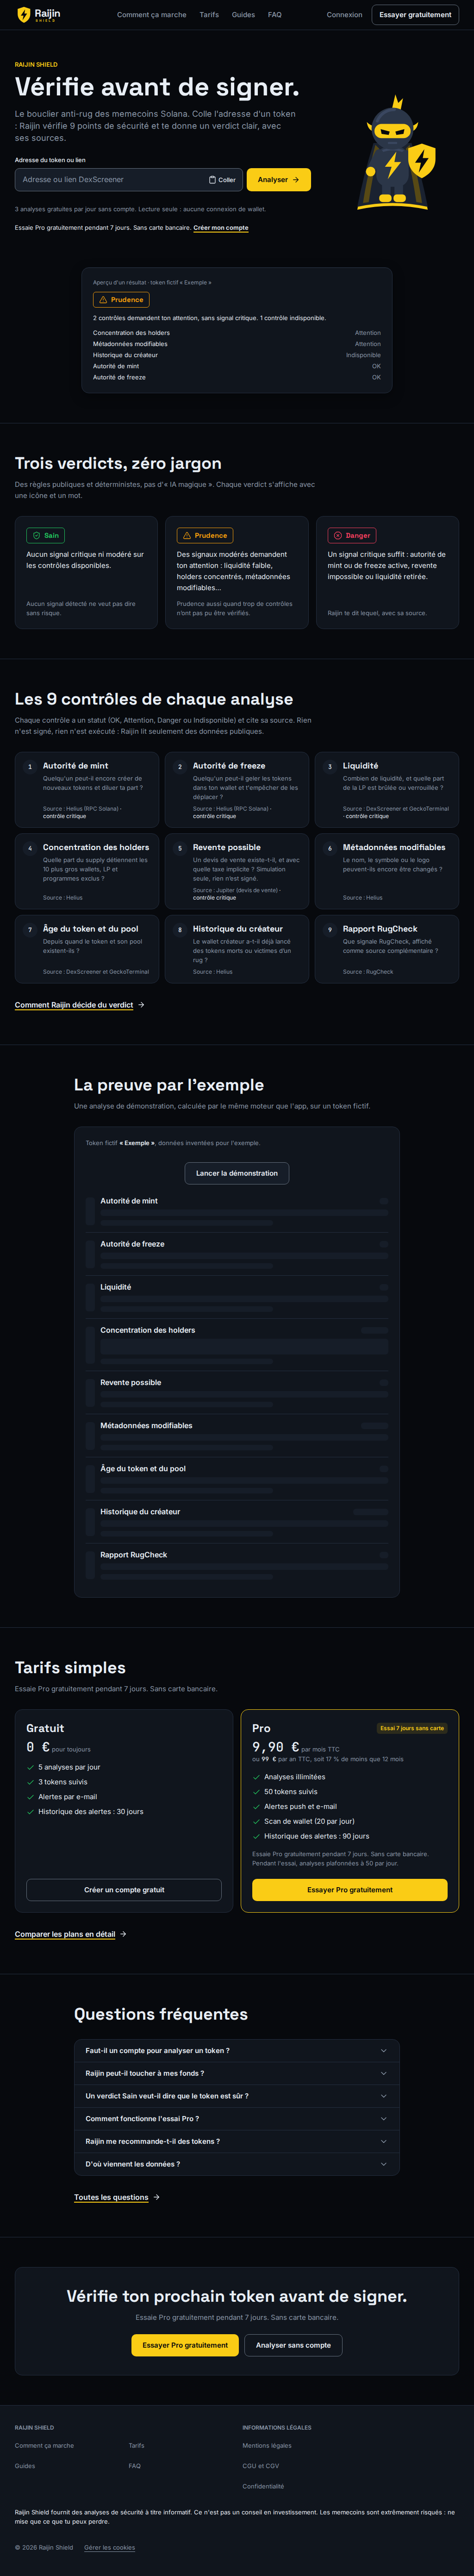 Raijin
SHIELD
Comment ça marche
Tarifs
Guides
FAQ
Connexion
Essayer gratuitement
RAIJIN SHIELD
Vérifie avant de signer.
Le bouclier anti-rug des memecoins Solana. Colle l'adresse d'un token
: Raijin vérifie 9 points de sécurité et te donne un verdict clair, avec
ses sources.
Adresse du token ou lien
Adresse ou lien DexScreener
Coller
Analyser
3 analyses gratuites par jour sans compte. Lecture seule : aucune connexion de wallet.
Essaie Pro gratuitement pendant 7 jours. Sans carte bancaire. Créer mon compte
Aperçu d'un résultat · token fictif « Exemple »
Prudence
2 contrôles demandent ton attention, sans signal critique. 1 contrôle indisponible.
Concentration des holders
Attention
Métadonnées modifiables
Attention
Historique du créateur
Indisponible
Autorité de mint
OK
Autorité de freeze
OK
Trois verdicts, zéro jargon
Des règles publiques et déterministes, pas d'« IA magique ». Chaque verdict s'affiche avec
une icône et un mot.
Sain
Aucun signal critique ni modéré sur
les contrôles disponibles.
Aucun signal détecté ne veut pas dire
sans risque.
Prudence
Des signaux modérés demandent
ton attention : liquidité faible,
holders concentrés, métadonnées
modifiables…
Prudence aussi quand trop de contrôles
n'ont pas pu être vérifiés.
Danger
Un signal critique suffit : autorité de
mint ou de freeze active, revente
impossible ou liquidité retirée.
Raijin te dit lequel, avec sa source.
Les 9 contrôles de chaque analyse
Chaque contrôle a un statut (OK, Attention, Danger ou Indisponible) et cite sa source. Rien
n'est signé, rien n'est exécuté : Raijin lit seulement des données publiques.
1
Autorité de mint
Quelqu'un peut-il encore créer de
nouveaux tokens et diluer ta part ?
Source : Helius (RPC Solana) ·
contrôle critique
2
Autorité de freeze
Quelqu'un peut-il geler les tokens
dans ton wallet et t'empêcher de les
déplacer ?
Source : Helius (RPC Solana) ·
contrôle critique
3
Liquidité
Combien de liquidité, et quelle part
de la LP est brûlée ou verrouillée ?
Source : DexScreener et GeckoTerminal
· contrôle critique
4
Concentration des holders
Quelle part du supply détiennent les
10 plus gros wallets, LP et
programmes exclus ?
Source : Helius
5
Revente possible
Un devis de vente existe-t-il, et avec
quelle taxe implicite ? Simulation
seule, rien n'est signé.
Source : Jupiter (devis de vente) ·
contrôle critique
6
Métadonnées modifiables
Le nom, le symbole ou le logo
peuvent-ils encore être changés ?
Source : Helius
7
Âge du token et du pool
Depuis quand le token et son pool
existent-ils ?
Source : DexScreener et GeckoTerminal
8
Historique du créateur
Le wallet créateur a-t-il déjà lancé
des tokens morts ou victimes d'un
rug ?
Source : Helius
9
Rapport RugCheck
Que signale RugCheck, affiché
comme source complémentaire ?
Source : RugCheck
Comment Raijin décide du verdict
La preuve par l'exemple
Une analyse de démonstration, calculée par le même moteur que l'app, sur un token fictif.
Token fictif « Exemple », données inventées pour l'exemple.
Lancer la démonstration
Autorité de mint
Autorité de freeze
Liquidité
Concentration des holders
Revente possible
Métadonnées modifiables
Âge du token et du pool
Historique du créateur
Rapport RugCheck
Tarifs simples
Essaie Pro gratuitement pendant 7 jours. Sans carte bancaire.
Gratuit
0 € pour toujours
5 analyses par jour
3 tokens suivis
Alertes par e-mail
Historique des alertes : 30 jours
Créer un compte gratuit
Pro
Essai 7 jours sans carte
9,90 € par mois TTC
ou 99 € par an TTC, soit 17 % de moins que 12 mois
Analyses illimitées
50 tokens suivis
Alertes push et e-mail
Scan de wallet (20 par jour)
Historique des alertes : 90 jours
Essaie Pro gratuitement pendant 7 jours. Sans carte bancaire.
Pendant l'essai, analyses plafonnées à 50 par jour.
Essayer Pro gratuitement
Comparer les plans en détail
Questions fréquentes
Faut-il un compte pour analyser un token ?
Raijin peut-il toucher à mes fonds ?
Un verdict Sain veut-il dire que le token est sûr ?
Comment fonctionne l'essai Pro ?
Raijin me recommande-t-il des tokens ?
D'où viennent les données ?
Toutes les questions
Vérifie ton prochain token avant de signer.
Essaie Pro gratuitement pendant 7 jours. Sans carte bancaire.
Essayer Pro gratuitement
Analyser sans compte
RAIJIN SHIELD
Comment ça marche
Tarifs
Guides
FAQ
INFORMATIONS LÉGALES
Mentions légales
CGU et CGV
Confidentialité
Raijin Shield fournit des analyses de sécurité à titre informatif. Ce n'est pas un conseil en investissement. Les memecoins sont extrêmement risqués : ne
mise que ce que tu peux perdre.
© 2026 Raijin Shield
Gérer les cookies